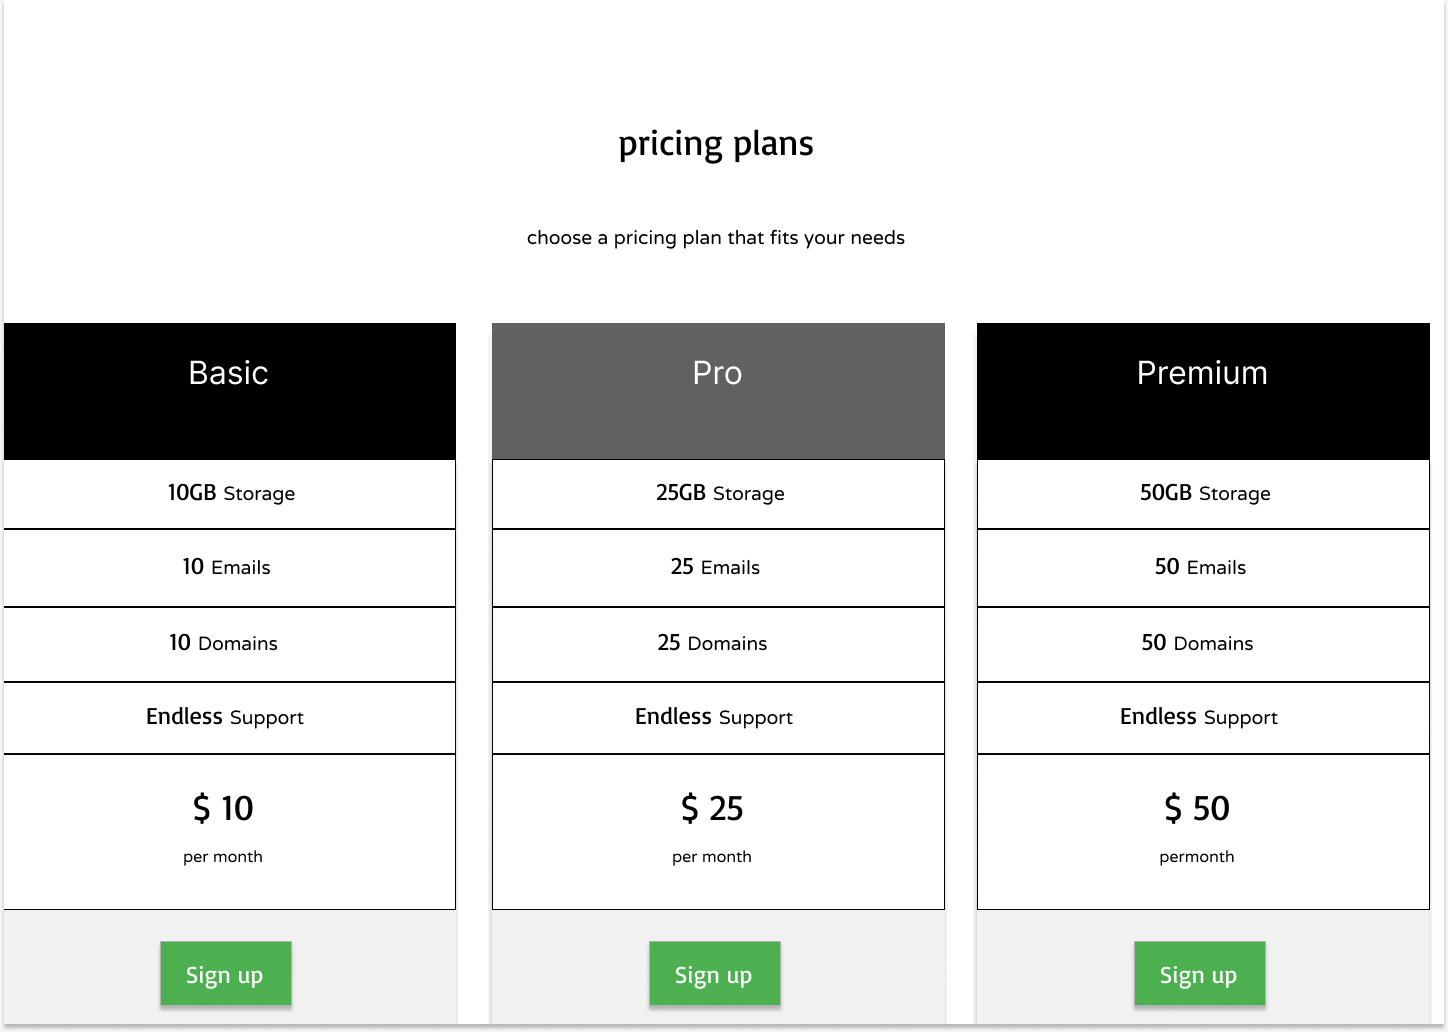 pricing plans
choose a pricing plan that fits your needs
Basic
10GB Storage
10 Emails
10 Domains
Endless Support
$ 10
per month
Sign up
Pro
25GB Storage
25 Emails
25 Domains
Endless Support
$ 25
per month
Sign up
Premium
50GB Storage
50 Emails
50 Domains
Endless Support
$ 50
permonth
Sign up